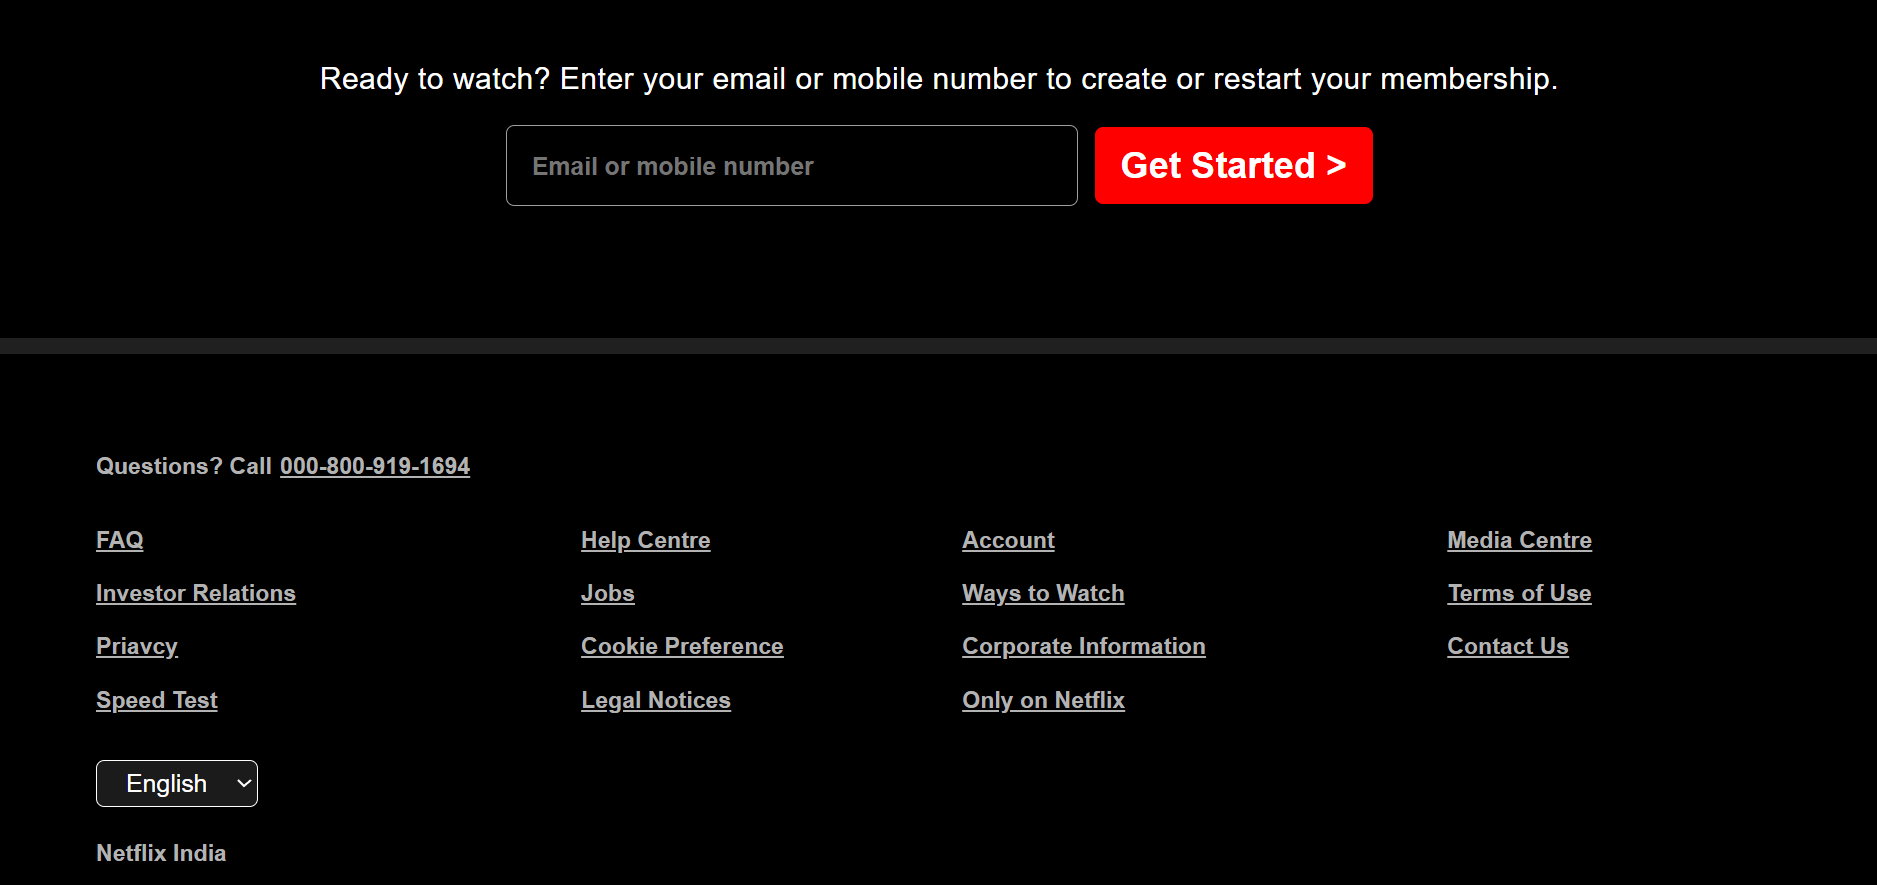 Ready to watch? Enter your email or mobile number to create or restart your membership.
Email or mobile number
Get Started >
Questions? Call 000-800-919-1694
FAQ
Help Centre
Account
Media Centre
Investor Relations
Jobs
Ways to Watch
Terms of Use
Priavcy
Cookie Preference
Corporate Information
Contact Us
Speed Test
Legal Notices
Only on Netflix
English
Netflix India